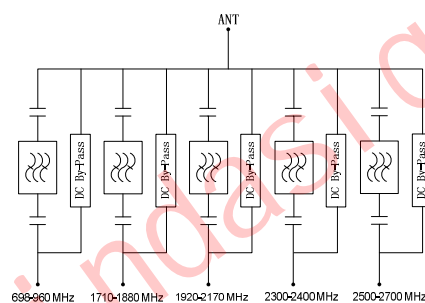 ANT
DC By-Pass
DC By-Pass
DC By-Pass
DC By-Pass
DC By-Pass
698-960 MHz
1710-1880 MHz
1920-2170 MHz
2300-2400 MHz
2500-2700 MHz
indasig